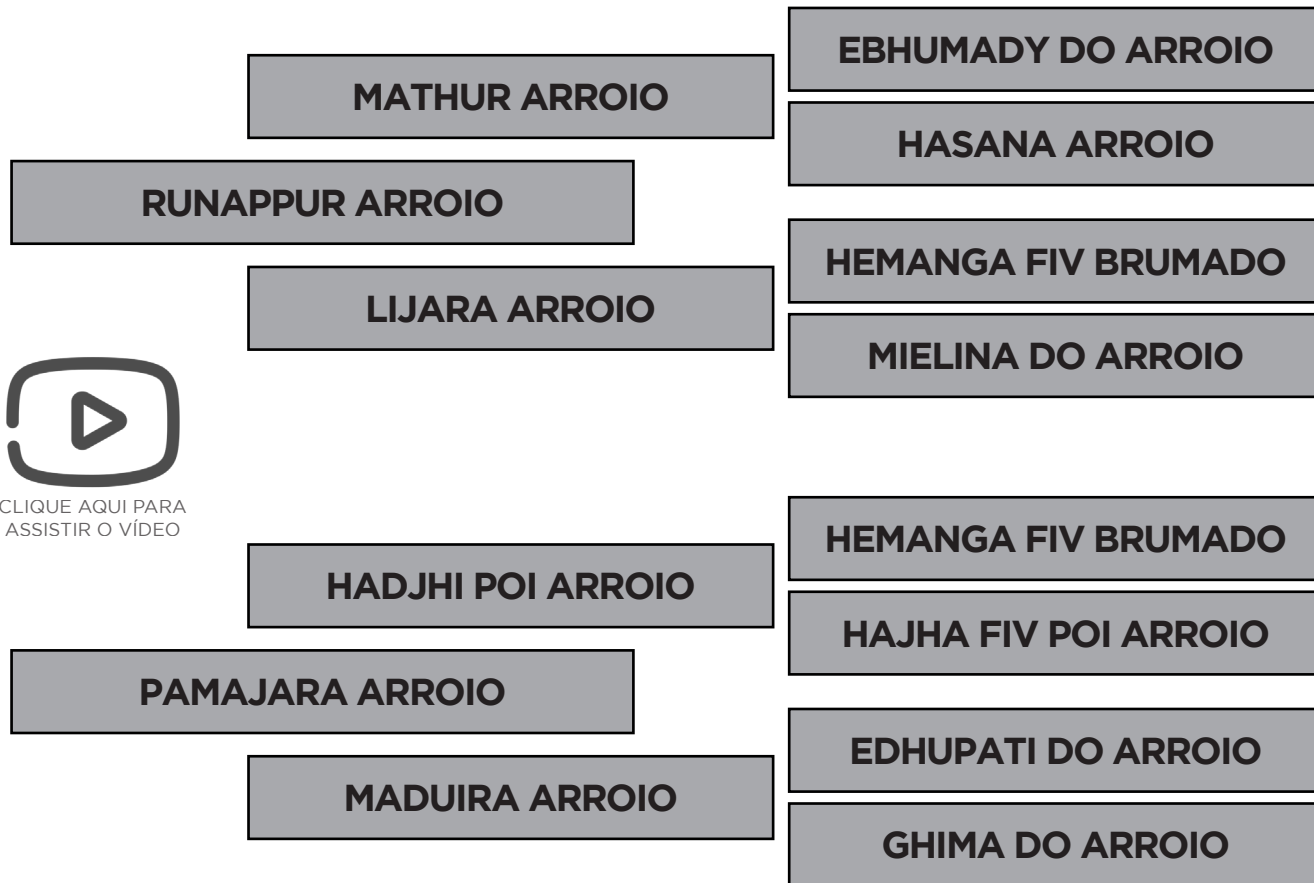 EBHUMADY DO ARROIO
MATHUR ARROIO
HASANA ARROIO
RUNAPPUR ARROIO
HEMANGA FIV BRUMADO
LIJARA ARROIO
MIELINA DO ARROIO
CLIQUE AQUI PARA
ASSISTIR O VÍDEO
HEMANGA FIV BRUMADO
HADJHI POI ARROIO
HAJHA FIV POI ARROIO
PAMAJARA ARROIO
EDHUPATI DO ARROIO
MADUIRA ARROIO
GHIMA DO ARROIO